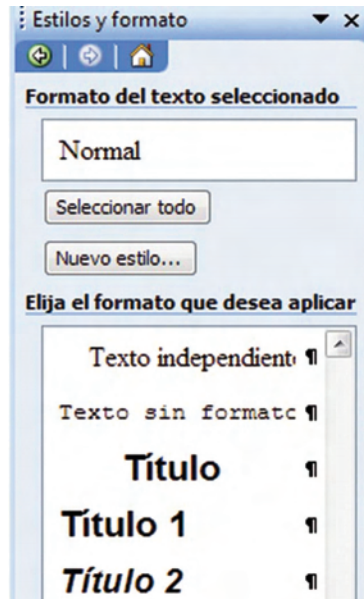 Estilos y formato
Formato del texto seleccionado
Normal
Seleccionar todo
Nuevo estilo...
Elija el formato que desea aplicar
Texto independient ¶
Texto sin formato ¶
Título ¶
Título 1 ¶
Título 2 ¶